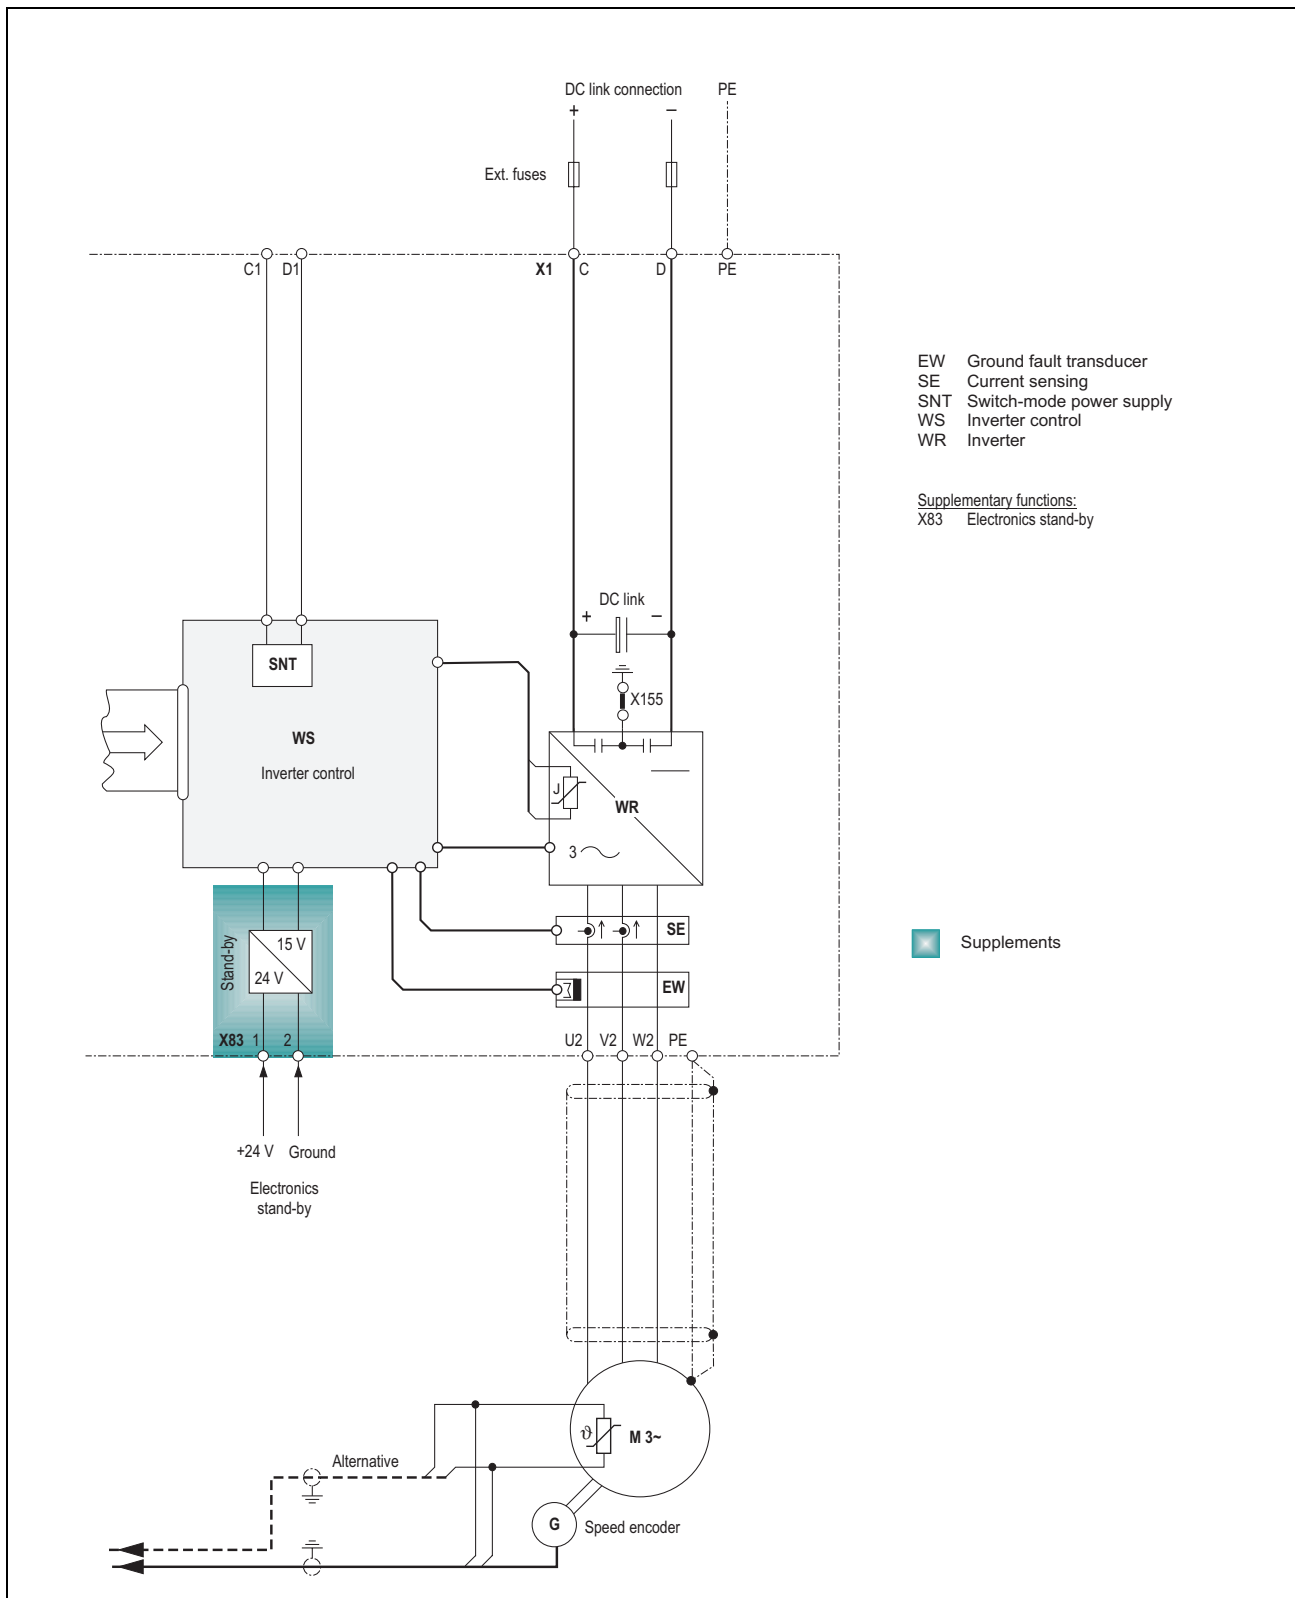 DC link connection PE
+ −
Ext. fuses
C1 D1 X1 C D PE
EW Ground fault transducer
SE Current sensing
SNT Switch-mode power supply
WS Inverter control
WR Inverter
Supplementary functions:
X83 Electronics stand-by
DC link
+ −
SNT
X155
WS
Inverter control
J
WR
3
SE
15 V
24 V
Stand-by
EW
Supplements
X83 1 2
U2 V2 W2 PE
+24 V Ground
Electronics
stand-by
ϑ
M 3~
Alternative
G
Speed encoder